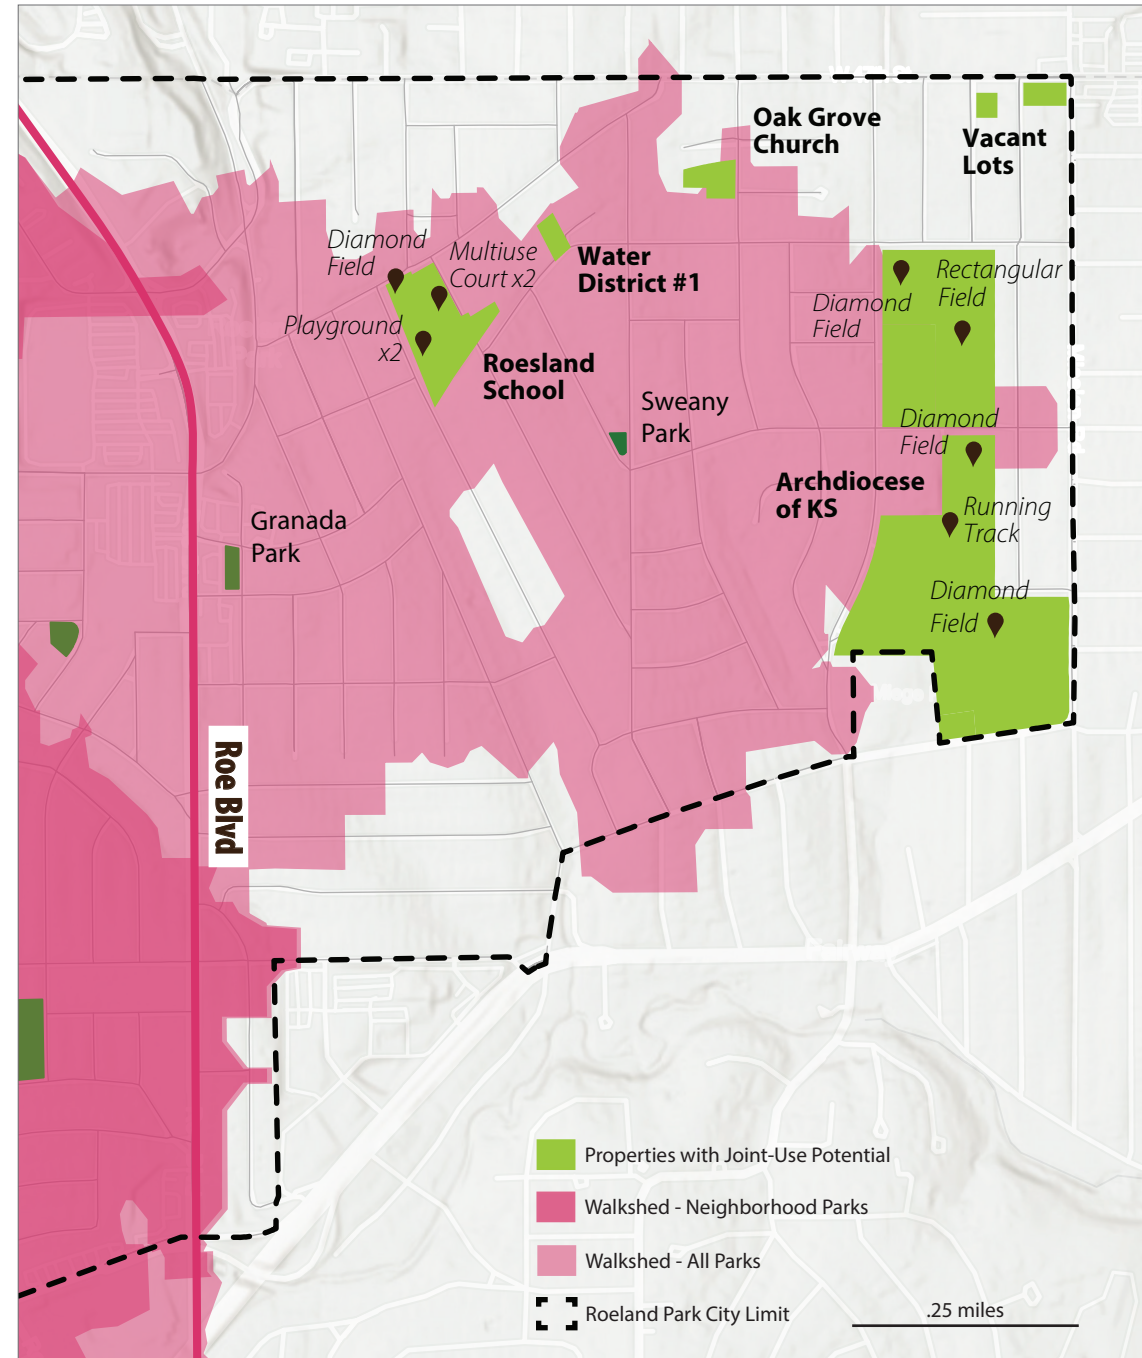 Oak Grove
Church
Vacant
Lots
Diamond
Field
Multiuse
Court x2
Water
District #1
Rectangular
Field
Diamond
Field
Playground
x2
Roesland
School
Sweany
Park
Diamond
Field
Archdiocese
of KS
Running
Track
Granada
Park
Diamond
Field
Roe Blvd
Properties with Joint-Use Potential
Walkshed - Neighborhood Parks
Walkshed - All Parks
Roeland Park City Limit
.25 miles